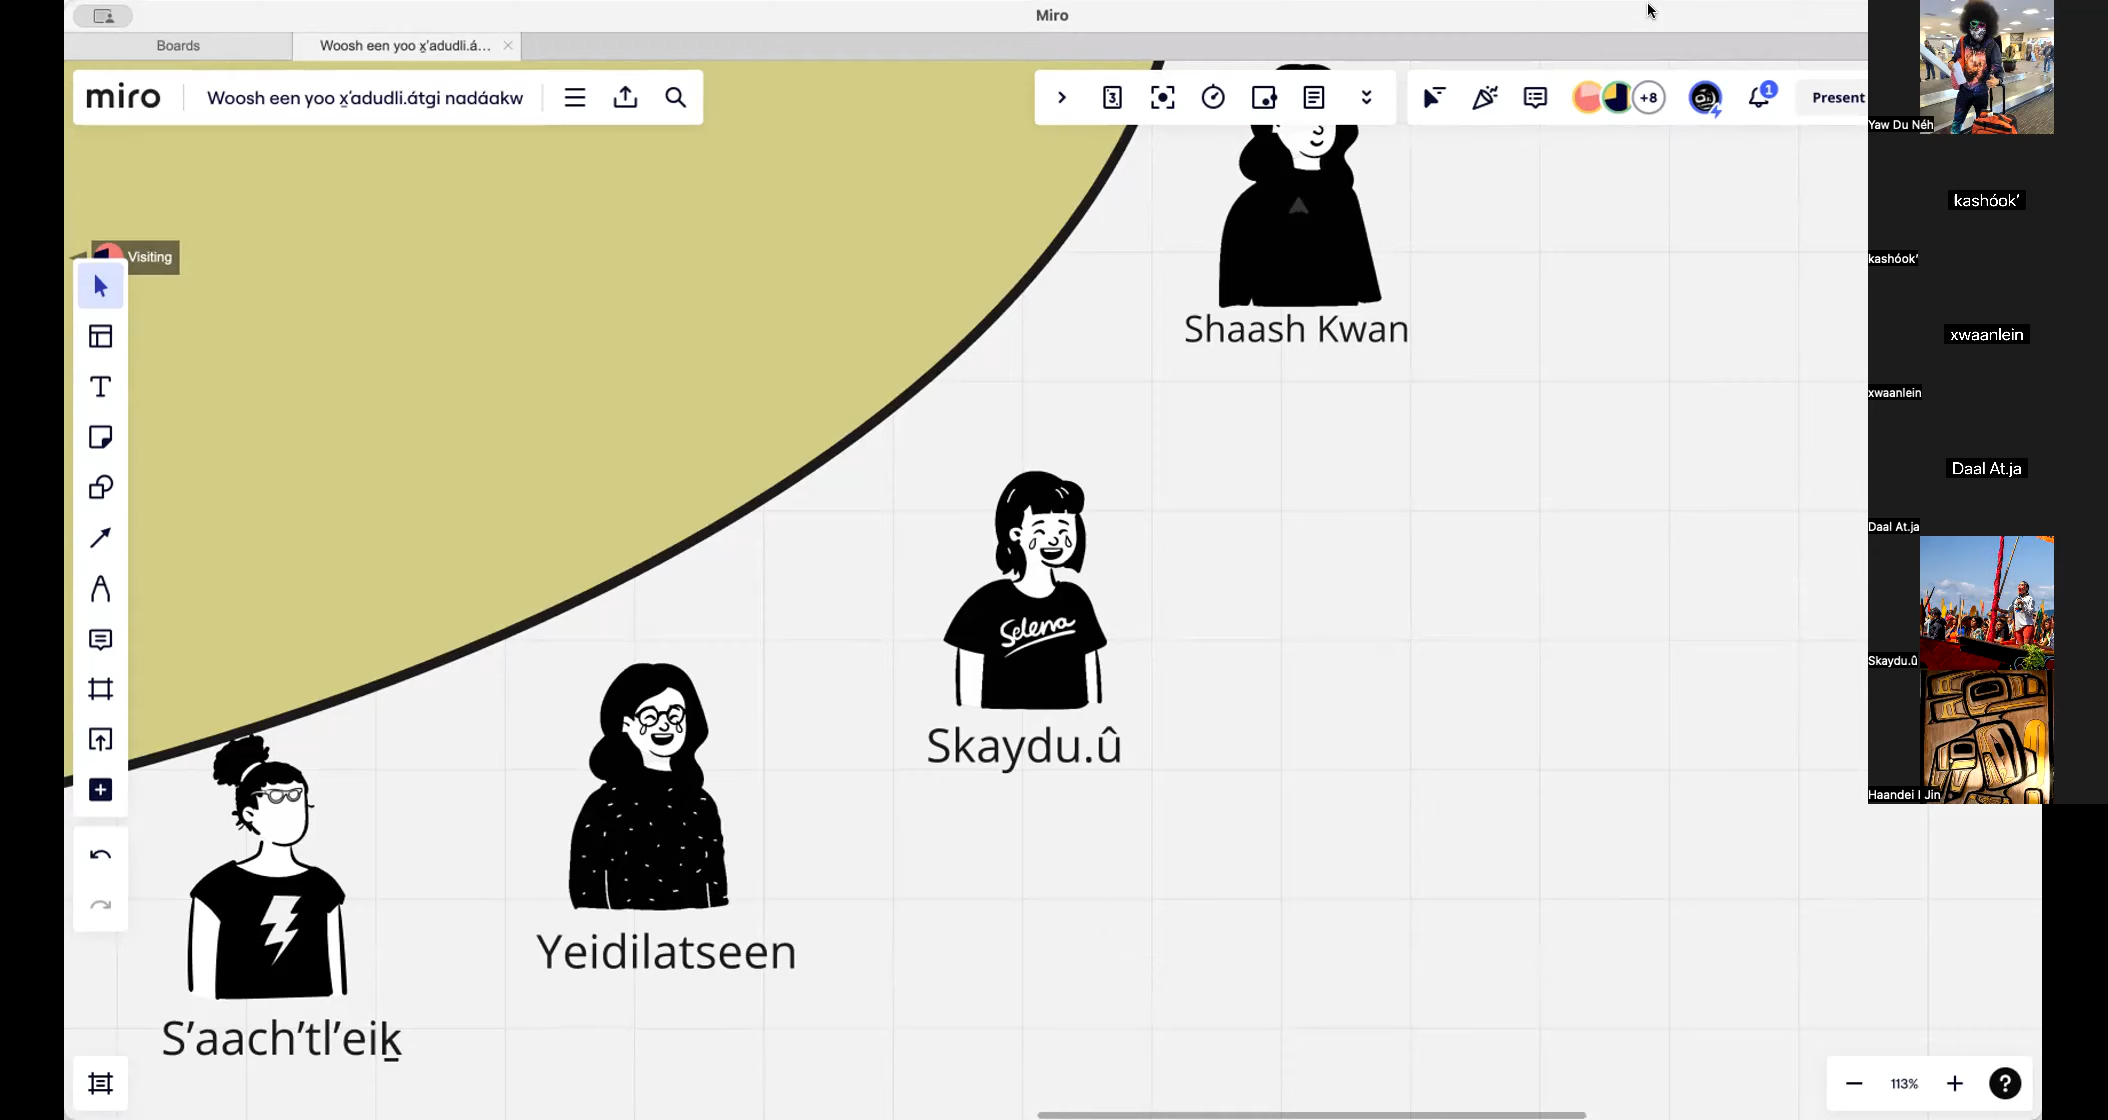 Miro
Boards
Woosh een yoo x̱'adudli.á...
miro
Woosh een yoo x̱'adudli.átgi nadáakw
3
+8
1
Present
Visiting
Shaash Kwan
Selena
Skaydu.û
Yeidilatseen
S’aach’tl’eiḵ
113%
?
Yaw Du Néh
kashóok’
kashóok’
xwaanlein
xwaanlein
Daal At.ja
Daal At.ja
Skaydu.û
Haandei I Jin